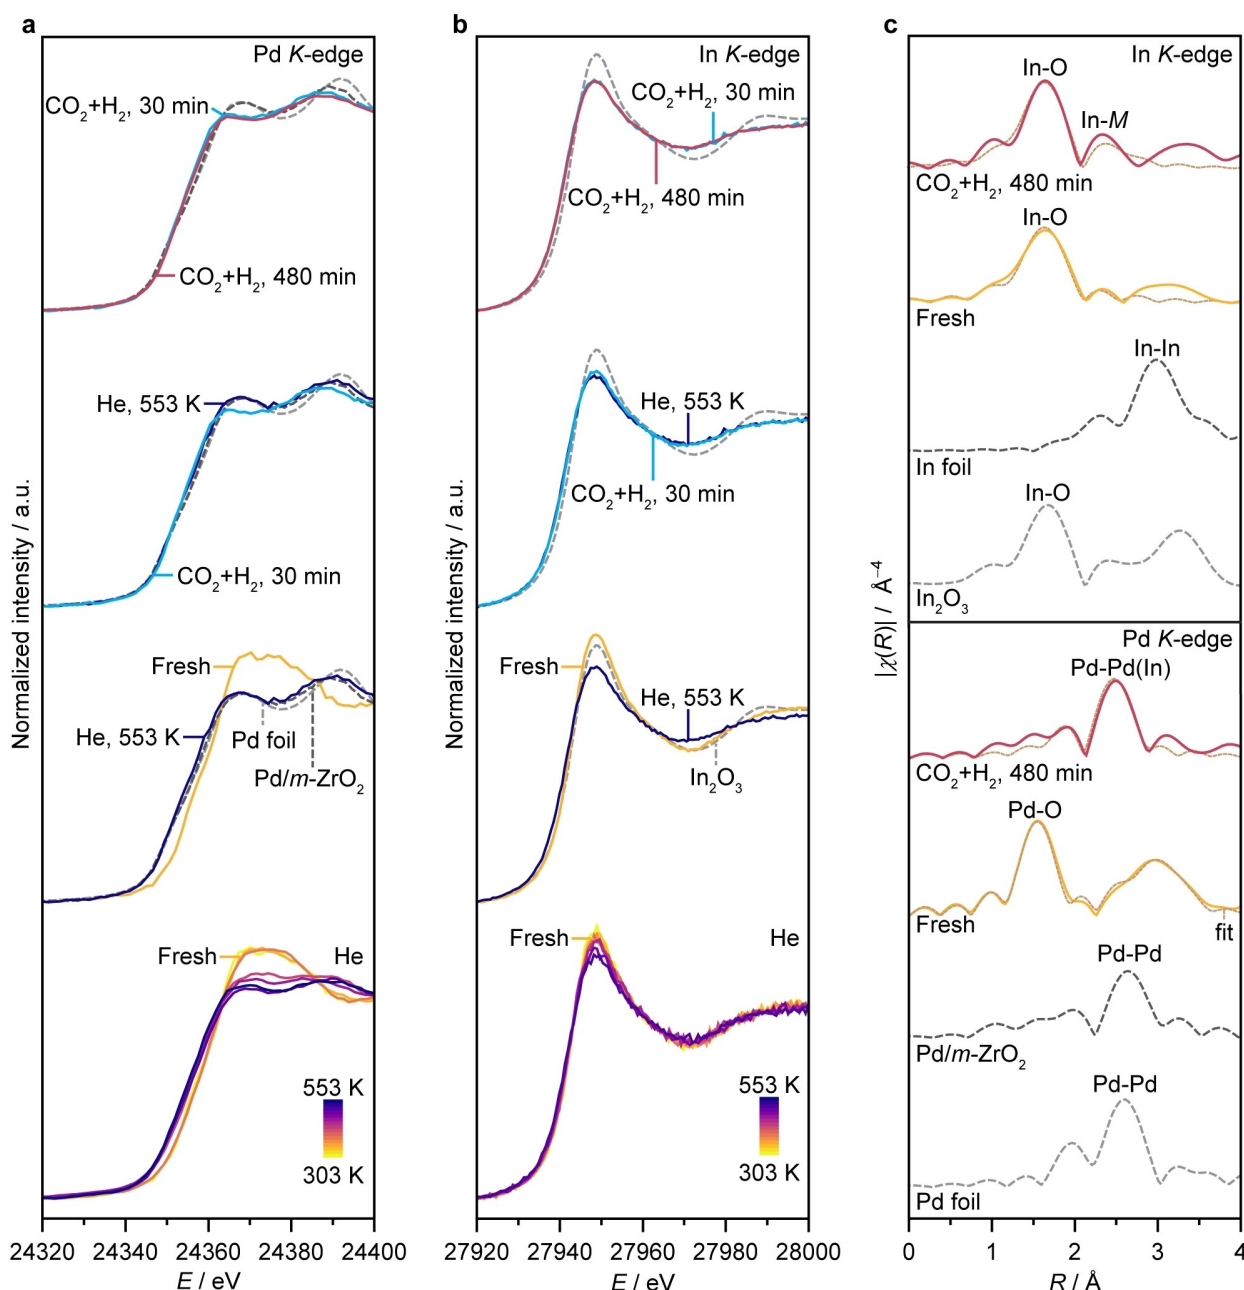 a
Pd K-edge
CO₂+H₂, 30 min
CO₂+H₂, 480 min
He, 553 K
CO₂+H₂, 30 min
Fresh
He, 553 K
Pd foil
Pd/m-ZrO₂
Fresh
He
553 K
303 K
24320 24340 24360 24380 24400
E / eV
Normalized intensity / a.u.
b
In K-edge
CO₂+H₂, 30 min
CO₂+H₂, 480 min
He, 553 K
CO₂+H₂, 30 min
Fresh
He, 553 K
In₂O₃
Fresh
He
553 K
303 K
27920 27940 27960 27980 28000
E / eV
Normalized intensity / a.u.
c
In K-edge
In-O
In-M
CO₂+H₂, 480 min
In-O
Fresh
In-In
In foil
In-O
In₂O₃
Pd K-edge
Pd-Pd(In)
CO₂+H₂, 480 min
Pd-O
Fresh
fit
Pd-Pd
Pd/m-ZrO₂
Pd-Pd
Pd foil
0 1 2 3 4
R / Å
|χ(R)| / Å⁻⁴